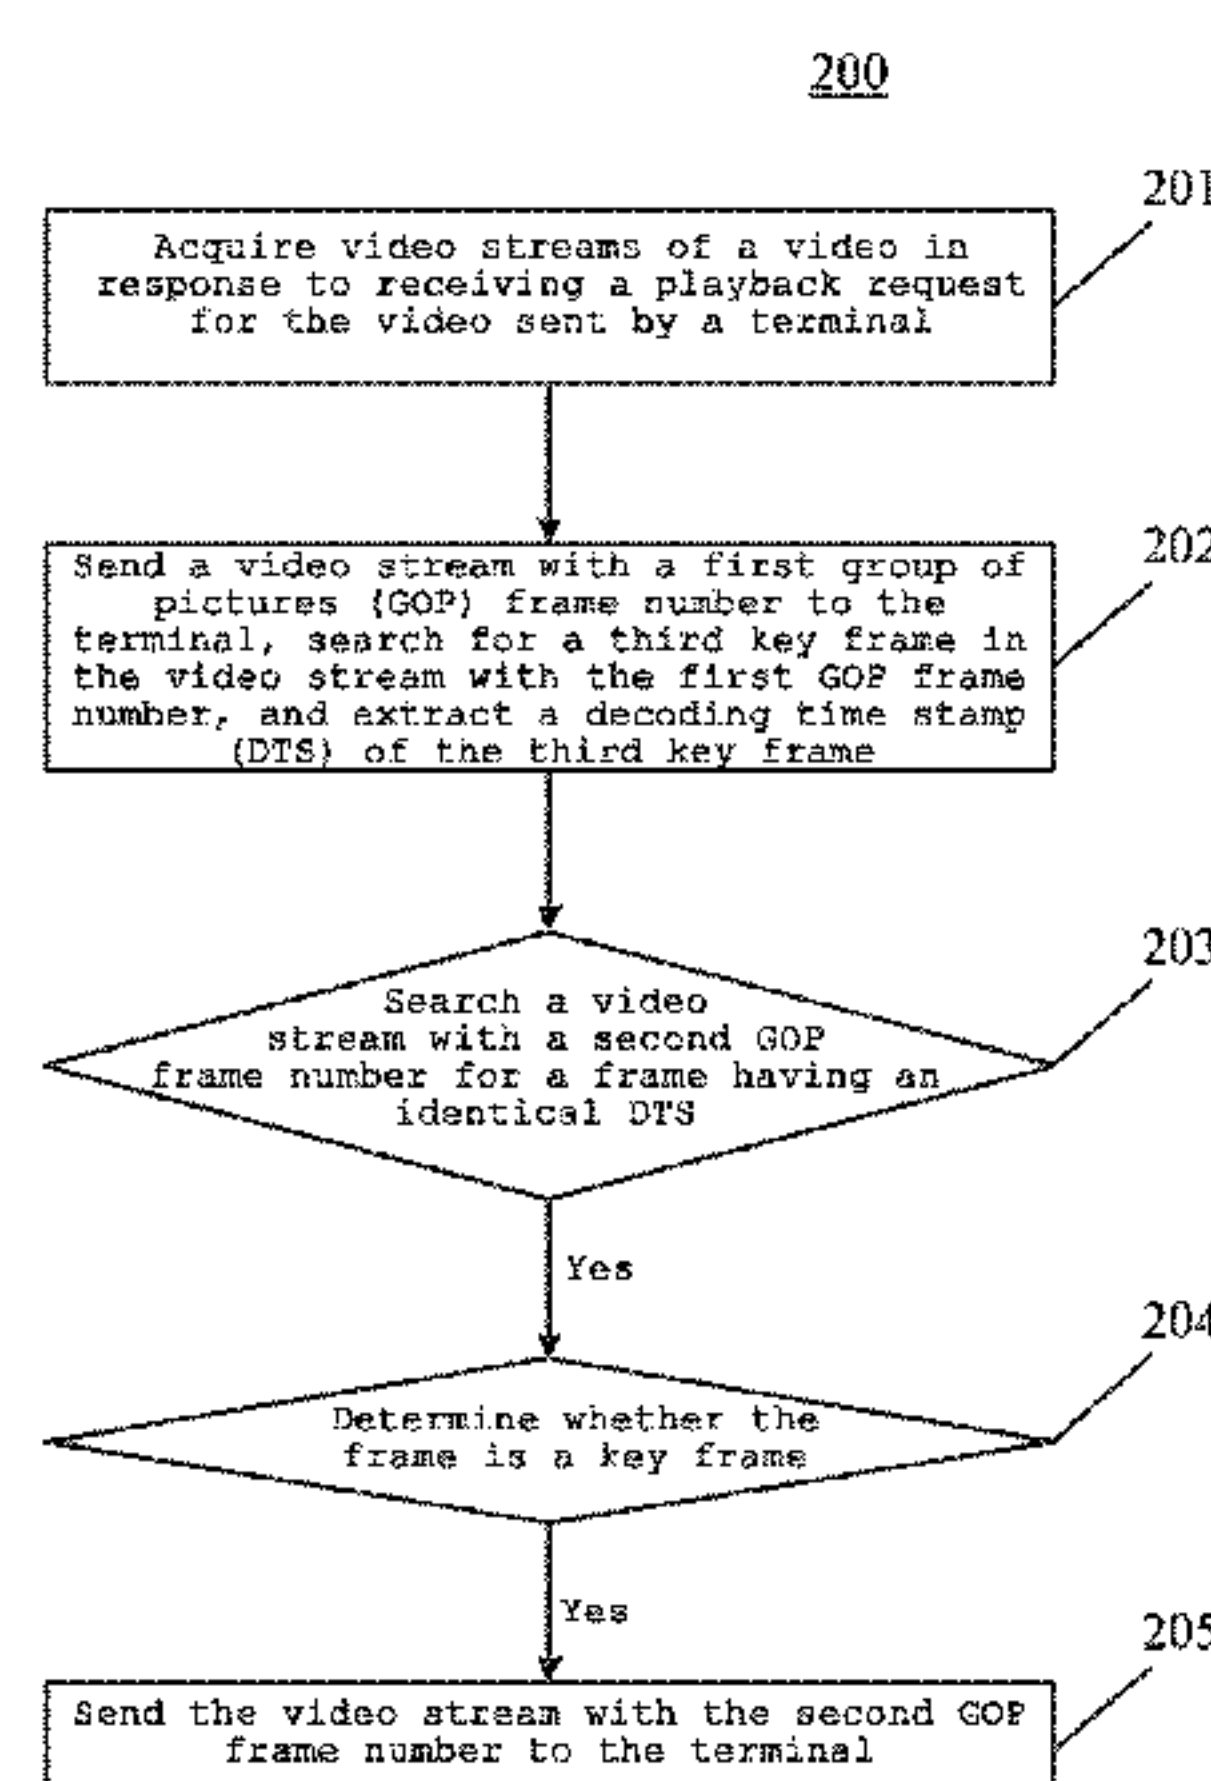 200
201
Acquire video streams of a video in
response to receiving a playback request
for the video sent by a terminal
202
Send a video stream with a first group of
pictures (GOP) frame number to the
terminal, search for a third key frame in
the video stream with the first GOP frame
number, and extract a decoding time stamp
(DTS) of the third key frame
203
Search a video
stream with a second GOP
frame number for a frame having an
identical DTS
Yes
204
Determine whether the
frame is a key frame
Yes
205
Send the video stream with the second GOP
frame number to the terminal